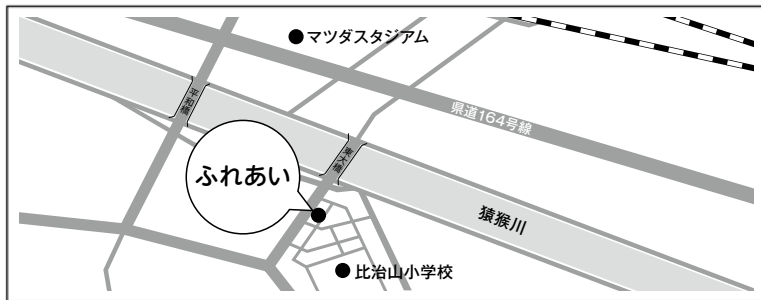 マツダスタジアム
平和橋
県道164号線
東大橋
ふれあい
猿猴川
比治山小学校